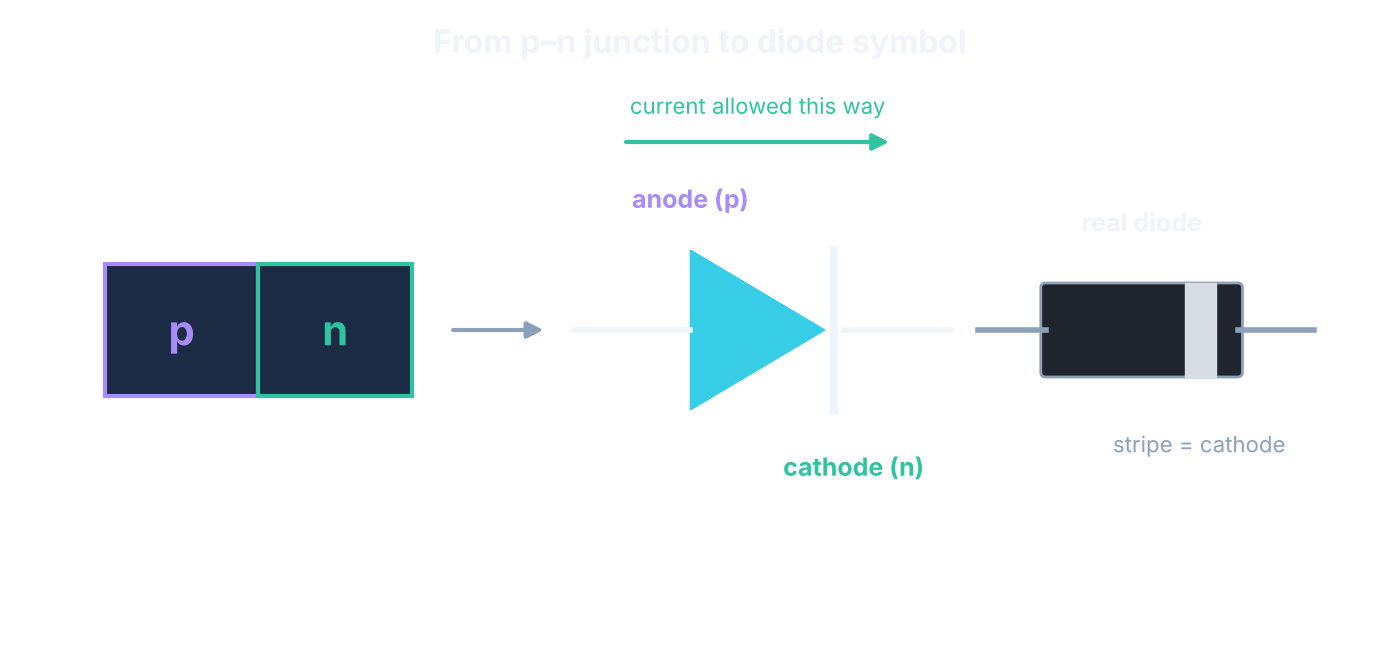 From p–n junction to diode symbol
current allowed this way
anode (p)
real diode
p
n
stripe = cathode
cathode (n)